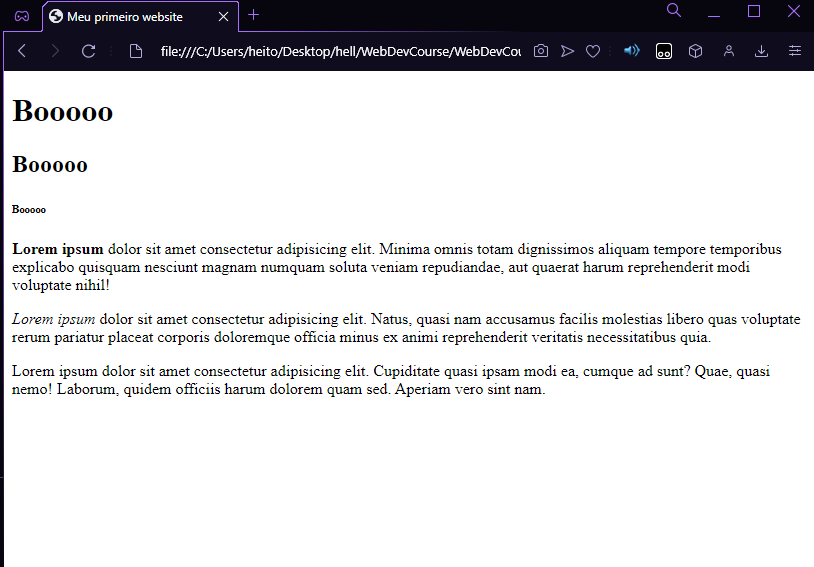 Meu primeiro website
file:///C:/Users/heito/Desktop/hell/WebDevCourse/WebDevCou
Booooo
Booooo
Booooo
Lorem ipsum dolor sit amet consectetur adipisicing elit. Minima omnis totam dignissimos aliquam tempore temporibus
explicabo quisquam nesciunt magnam numquam soluta veniam repudiandae, aut quaerat harum reprehenderit modi
voluptate nihil!
Lorem ipsum dolor sit amet consectetur adipisicing elit. Natus, quasi nam accusamus facilis molestias libero quas voluptate
rerum pariatur placeat corporis doloremque officia minus ex animi reprehenderit veritatis necessitatibus quia.
Lorem ipsum dolor sit amet consectetur adipisicing elit. Cupiditate quasi ipsam modi ea, cumque ad sunt? Quae, quasi
nemo! Laborum, quidem officiis harum dolorem quam sed. Aperiam vero sint nam.